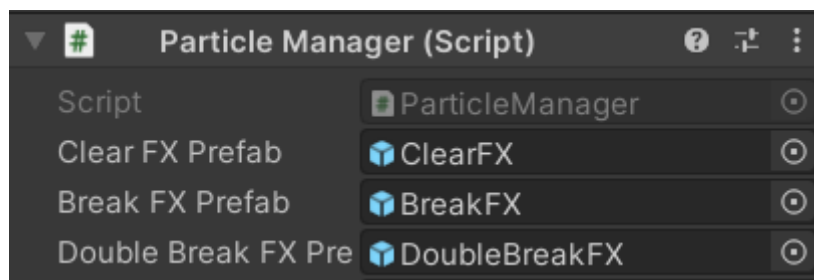 # Particle Manager (Script)
Script # ParticleManager
Clear FX Prefab ClearFX
Break FX Prefab BreakFX
Double Break FX Pre DoubleBreakFX